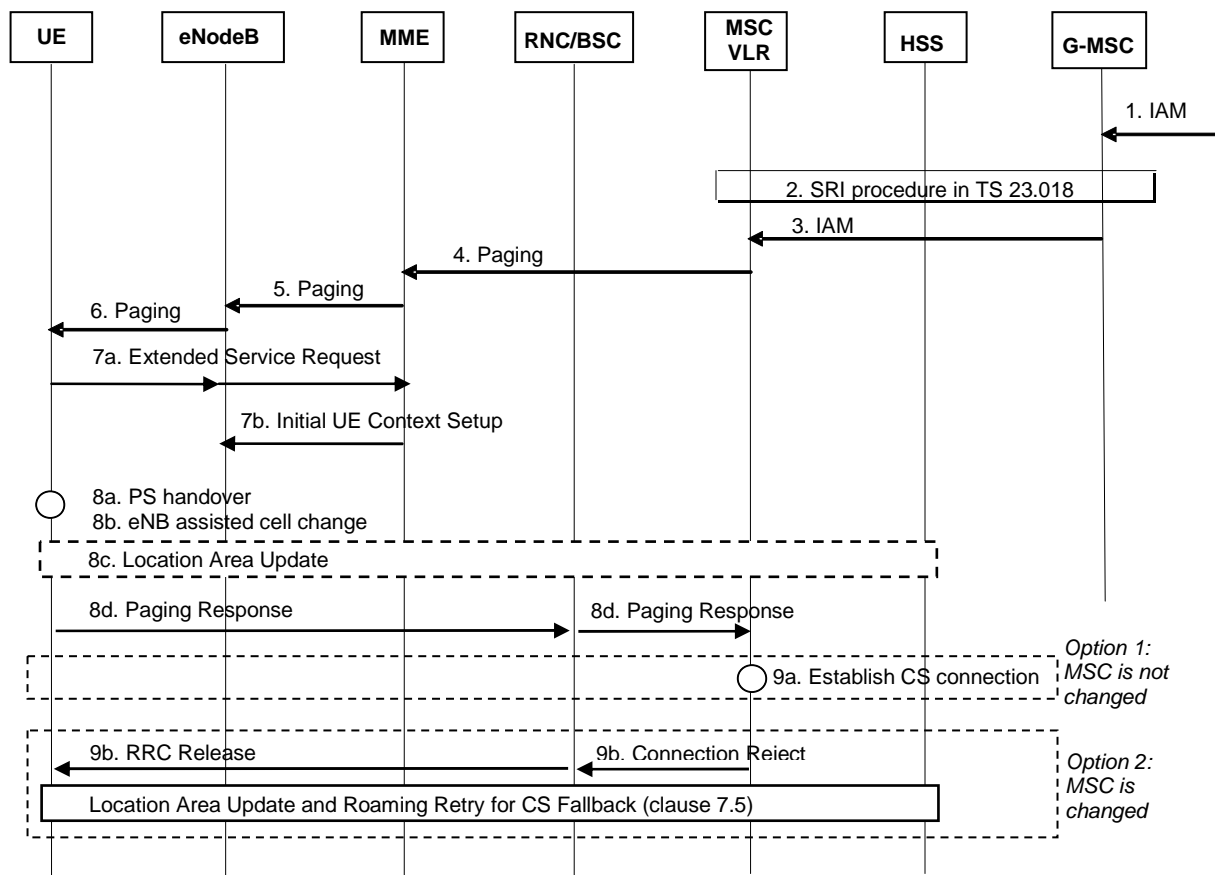 UE
eNodeB
MME
RNC/BSC
MSC
VLR
HSS
G-MSC
1. IAM
2. SRI procedure in TS 23.018
3. IAM
4. Paging
5. Paging
6. Paging
7a. Extended Service Request
7b. Initial UE Context Setup
8a. PS handover
8b. eNB assisted cell change
8c. Location Area Update
8d. Paging Response
8d. Paging Response
Option 1:
MSC is not
changed
9a. Establish CS connection
9b. RRC Release
9b. Connection Reject
Option 2:
MSC is
changed
Location Area Update and Roaming Retry for CS Fallback (clause 7.5)